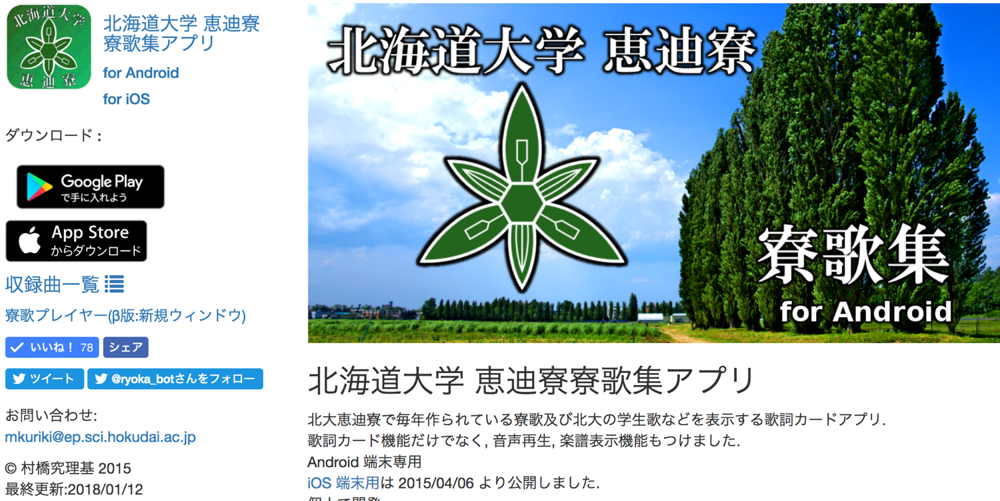 北海道大学
恵迪寮
北海道大学 恵迪寮
寮歌集アプリ
for Android
for iOS
ダウンロード :
Google Play
で手に入れよう
App Store
からダウンロード
収録曲一覧
寮歌プレイヤー(β版:新規ウィンドウ)
いいね！ 78 シェア
ツイート @ryoka_botさんをフォロー
お問い合わせ:
mkuriki@ep.sci.hokudai.ac.jp
© 村橋究理基 2015
最終更新:2018/01/12
北海道大学 恵迪寮
寮歌集
for Android
北海道大学 恵迪寮寮歌集アプリ
北大恵迪寮で毎年作られている寮歌及び北大の学生歌などを表示する歌詞カードアプリ.
歌詞カード機能だけでなく, 音声再生, 楽譜表示機能もつけました.
Android 端末専用
iOS 端末用は 2015/04/06 より公開しました.